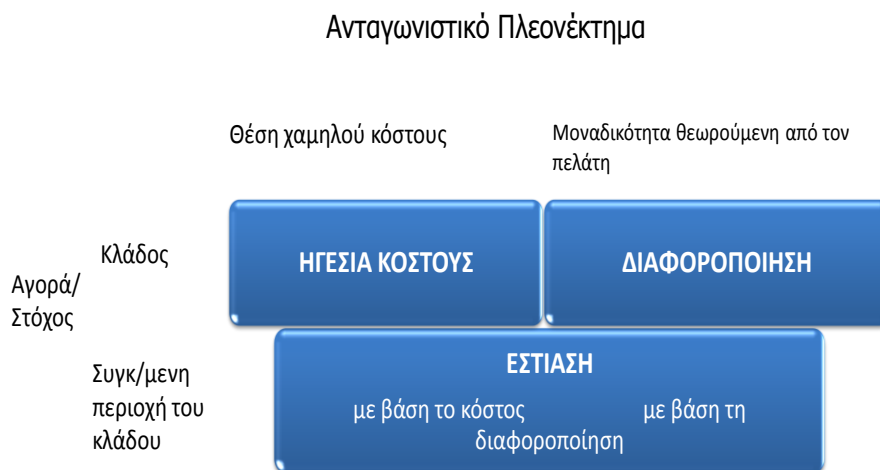 Ανταγωνιστικό Πλεονέκτημα
Θέση χαμηλού κόστους
Μοναδικότητα θεωρούμενη από τον
πελάτη
Αγορά/
Στόχος
Κλάδος
ΗΓΕΣΙΑ ΚΟΣΤΟΥΣ
ΔΙΑΦΟΡΟΠΟΙΗΣΗ
Συγκ/μενη
περιοχή του
κλάδου
ΕΣΤΙΑΣΗ
με βάση το κόστος με βάση τη
διαφοροποίηση